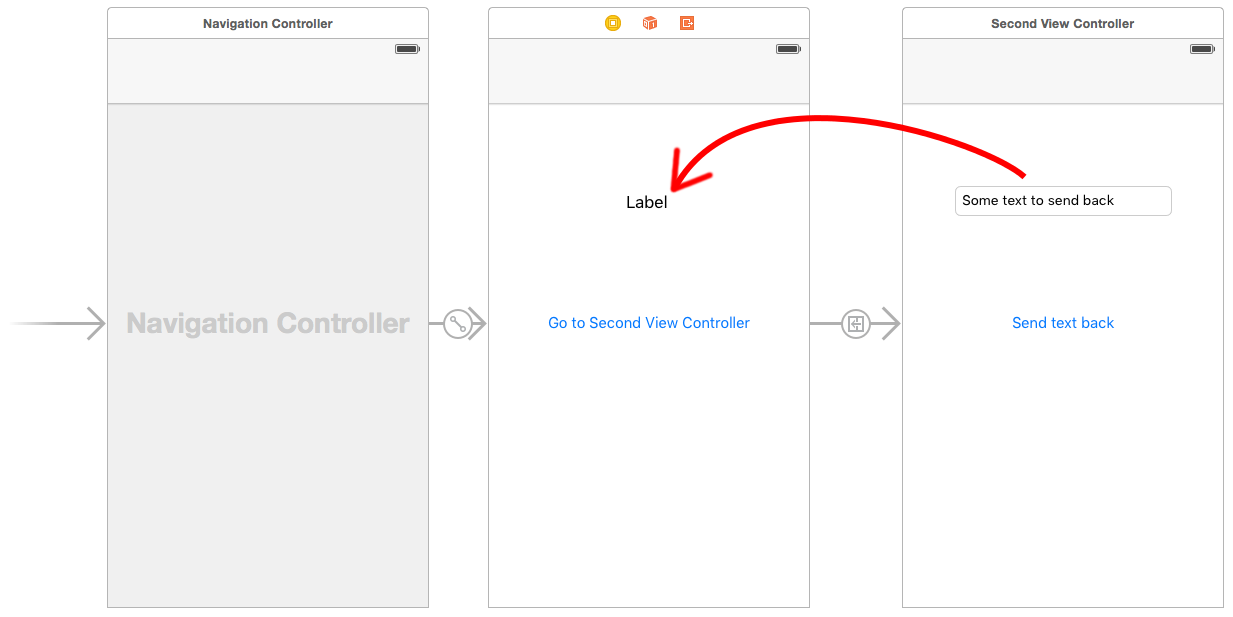 Navigation Controller
Second View Controller
Label
Some text to send back
Navigation Controller
Go to Second View Controller
Send text back